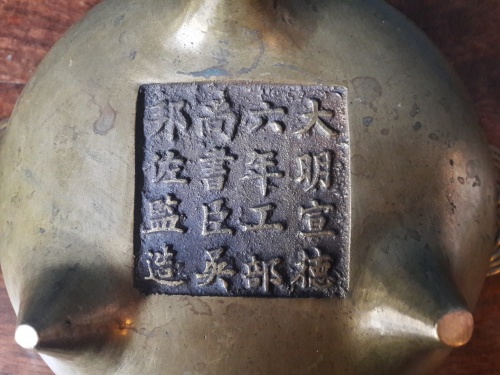 大明宣德
六年工部
尚書臣吳
邦佐監造